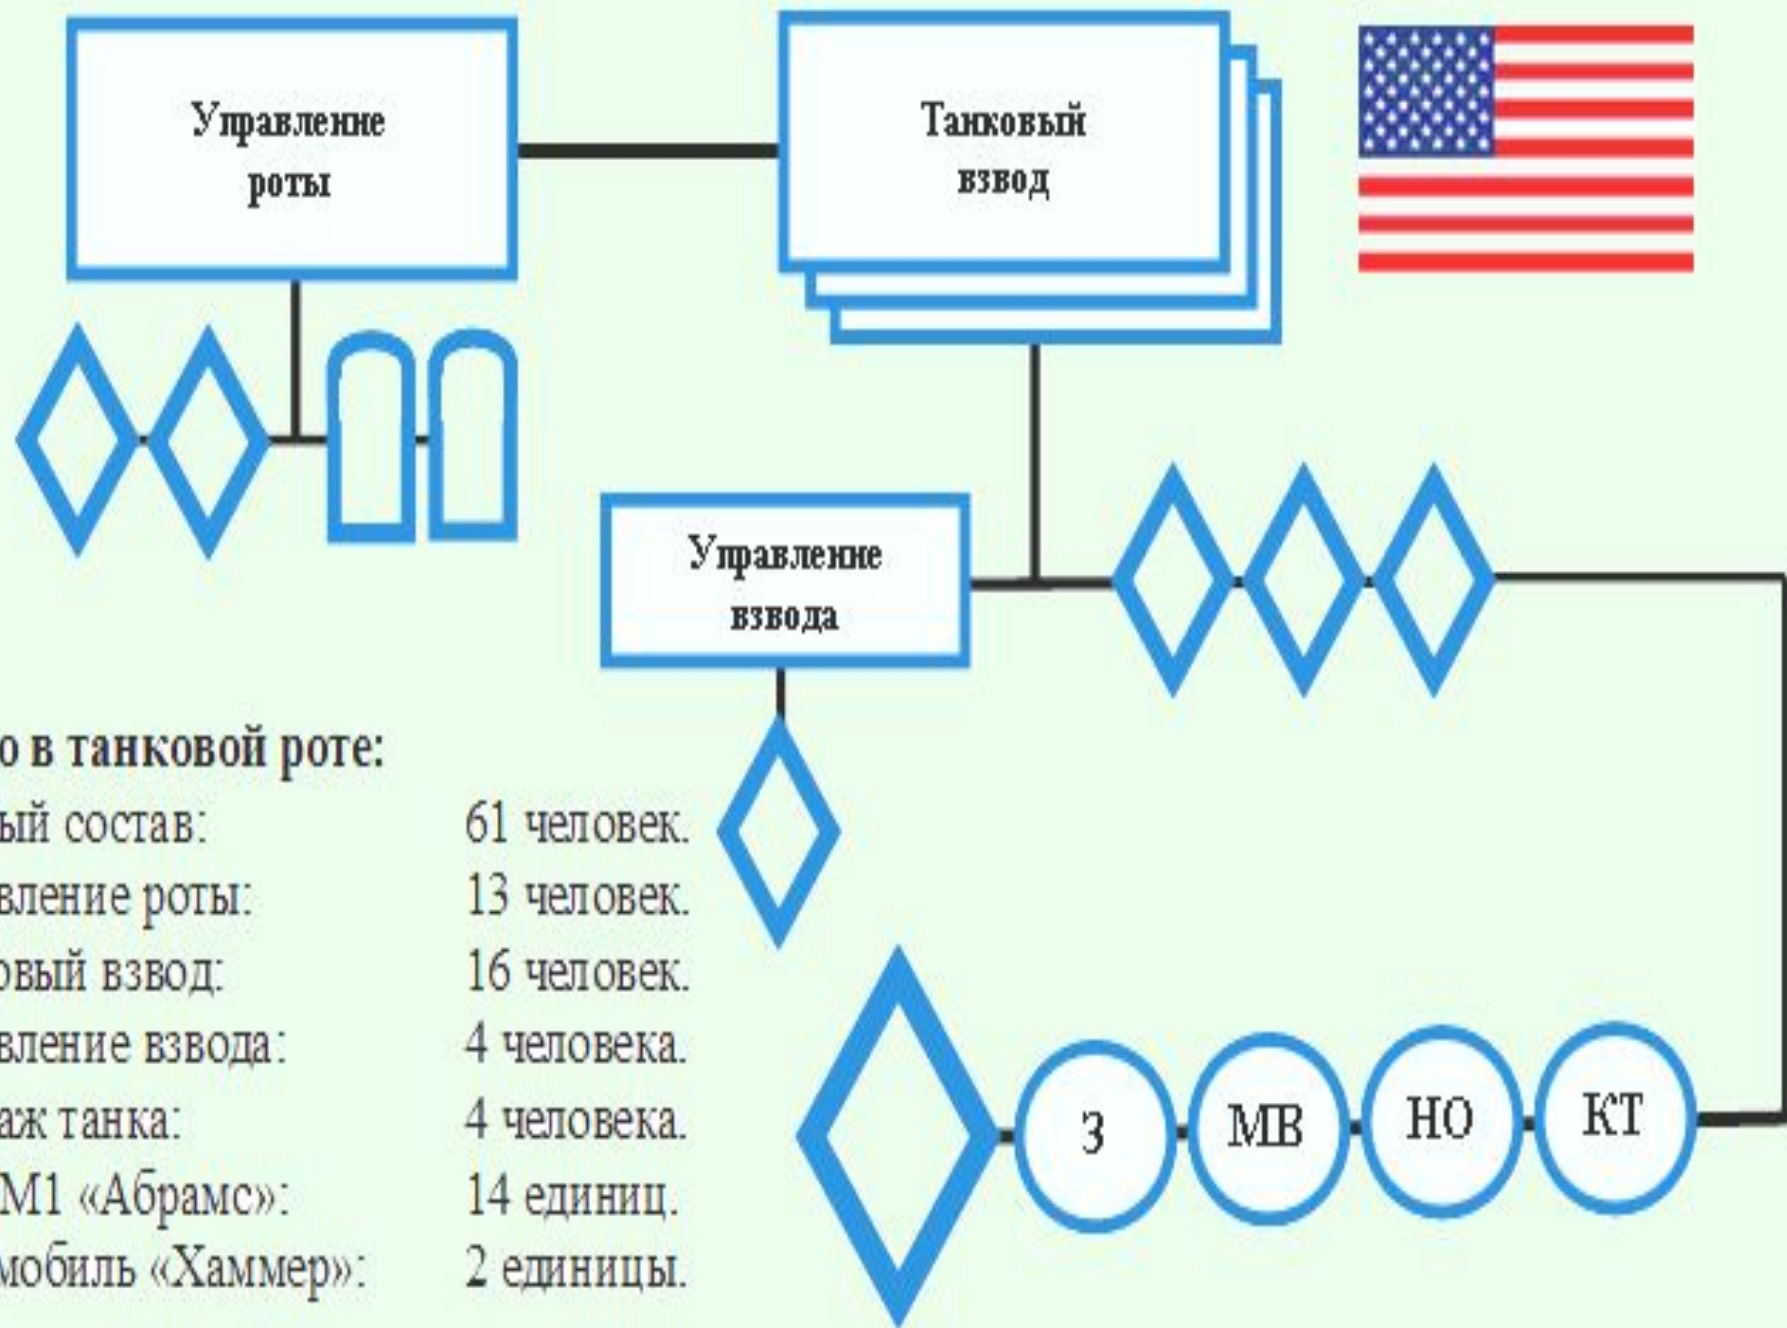 Управление
роты
Танковый
взвод
Управление
взвода
о в танковой роте:
ый состав: 61 человек.
вление роты: 13 человек.
овый взвод: 16 человек.
вление взвода: 4 человека.
аж танка: 4 человека.
М1 «Абрамс»: 14 единиц.
мобиль «Хаммер»: 2 единицы.
З МВ НО КТ